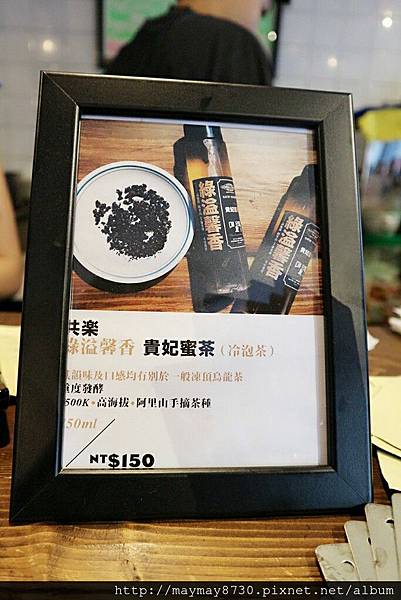 綠溢馨香
綠溢馨香
共楽
綠溢馨香 貴妃蜜茶(冷泡茶)
韻味及口感均有別於一般凍頂烏龍茶
度發酵
500K·高海拔·阿里山手摘茶種
50ml
NT$150
http://maymay8730.pixnet.net/album